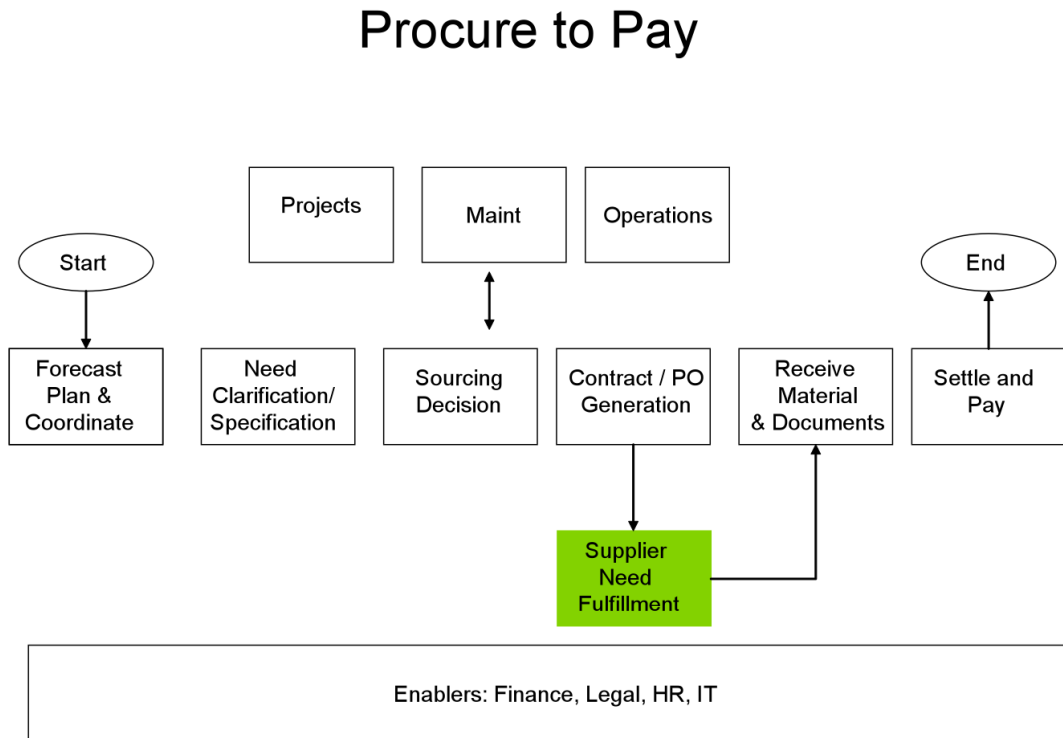 Procure to Pay
Projects
Maint
Operations
Start
End
Forecast
Plan &
Coordinate
Need
Clarification/
Specification
Sourcing
Decision
Contract / PO
Generation
Receive
Material
& Documents
Settle and
Pay
Supplier
Need
Fulfillment
Enablers: Finance, Legal, HR, IT